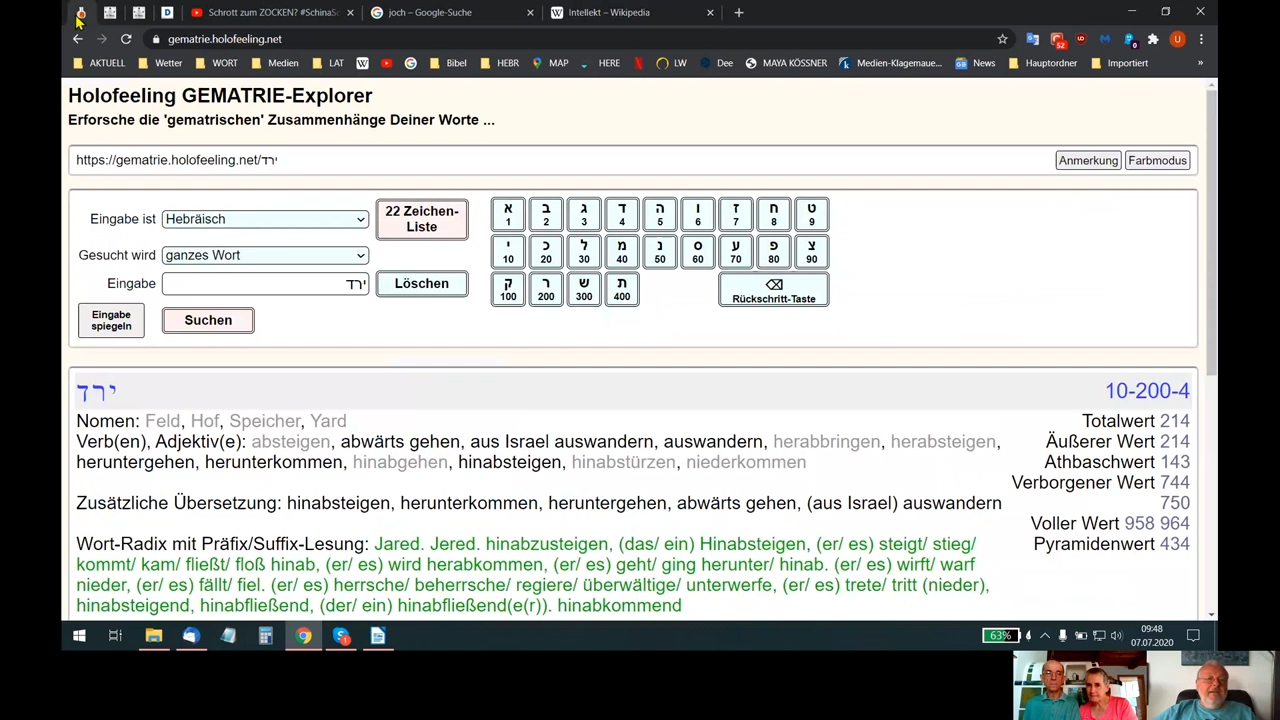 Schrott zum ZOCKEN? #SchinaSc
joch – Google-Suche
Intellekt – Wikipedia
gematrie.holofeeling.net
AKTUELL Wetter WORT Medien LAT Bibel HEBR MAP HERE LW Dee MAYA KÖSSNER Medien-Klagemaue... News Hauptordner Importiert »
Holofeeling GEMATRIE-Explorer
Erforsche die 'gematrischen' Zusammenhänge Deiner Worte ...
https://gematrie.holofeeling.net/ירד
Anmerkung Farbmodus
Eingabe ist Hebräisch
22 Zeichen-
Liste
Gesucht wird ganzes Wort
Eingabe ירד Löschen
Eingabe
spiegeln
Suchen
א ב ג ד ה ו ז ח ט
1 2 3 4 5 6 7 8 9
י כ ל מ נ ס ע פ צ
10 20 30 40 50 60 70 80 90
ק ר ש ת
100 200 300 400 Rückschritt-Taste
ירד 10-200-4
Nomen: Feld, Hof, Speicher, Yard
Verb(en), Adjektiv(e): absteigen, abwärts gehen, aus Israel auswandern, auswandern, herabbringen, herabsteigen,
heruntergehen, herunterkommen, hinabgehen, hinabsteigen, hinabstürzen, niederkommen
Zusätzliche Übersetzung: hinabsteigen, herunterkommen, heruntergehen, abwärts gehen, (aus Israel) auswandern
Wort-Radix mit Präfix/Suffix-Lesung: Jared. Jered. hinabzusteigen, (das/ ein) Hinabsteigen, (er/ es) steigt/ stieg/
kommt/ kam/ fließt/ floß hinab, (er/ es) wird herabkommen, (er/ es) geht/ ging herunter/ hinab. (er/ es) wirft/ warf
nieder, (er/ es) fällt/ fiel. (er/ es) herrsche/ beherrsche/ regiere/ überwältige/ unterwerfe, (er/ es) trete/ tritt (nieder),
hinabsteigend, hinabfließend, (der/ ein) hinabfließend(e(r)). hinabkommend
Totalwert 214
Äußerer Wert 214
Athbaschwert 143
Verborgener Wert 744
750
Voller Wert 958 964
Pyramidenwert 434
63%
09:48
07.07.2020